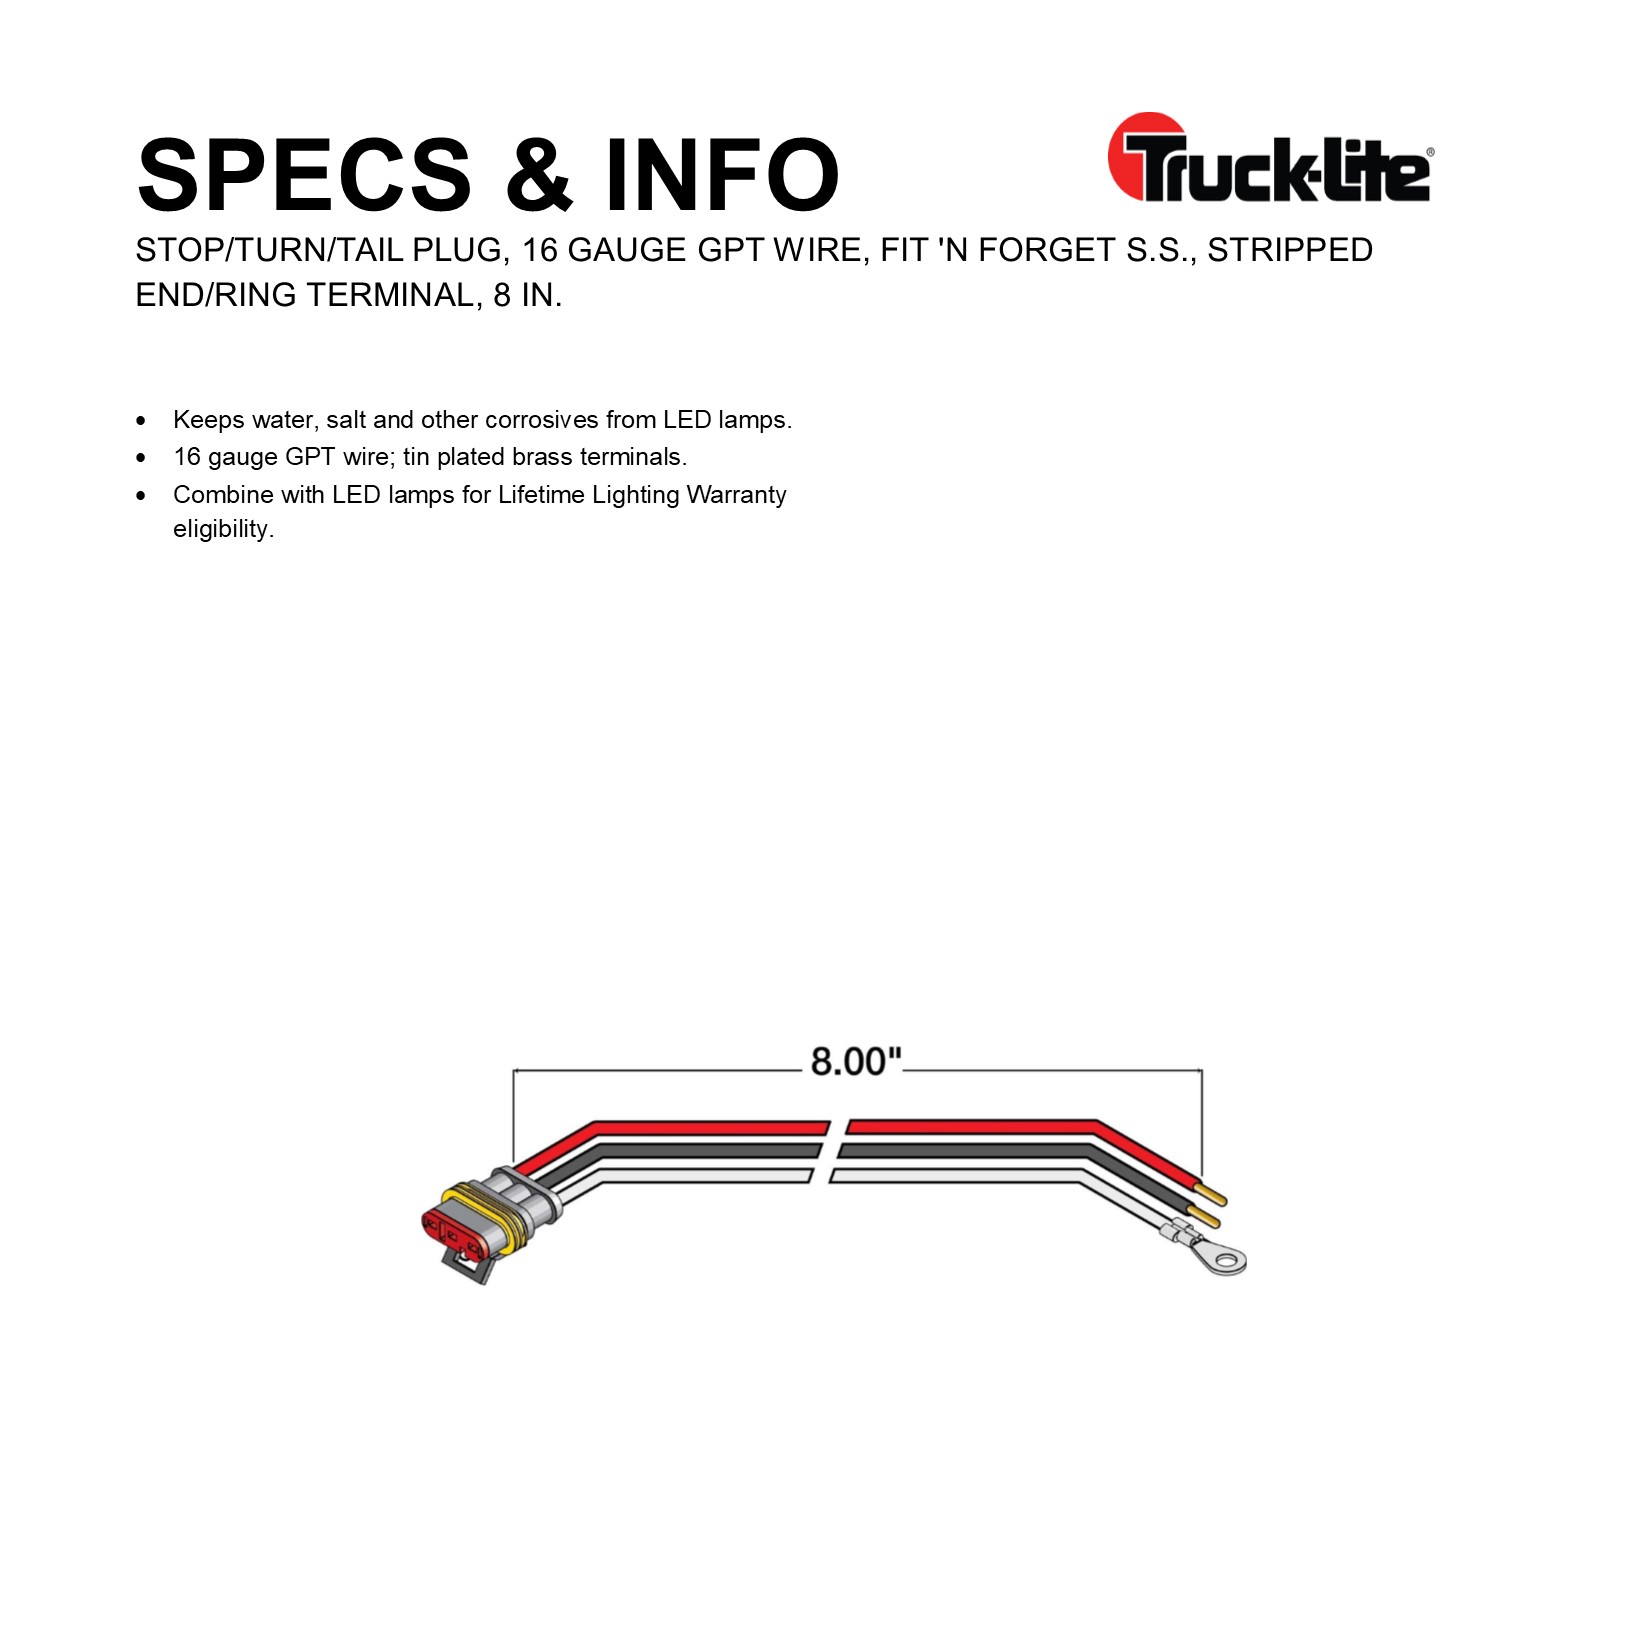 SPECS & INFO
Truck-Lite®
STOP/TURN/TAIL PLUG, 16 GAUGE GPT WIRE, FIT 'N FORGET S.S., STRIPPED
END/RING TERMINAL, 8 IN.
• Keeps water, salt and other corrosives from LED lamps.
• 16 gauge GPT wire; tin plated brass terminals.
• Combine with LED lamps for Lifetime Lighting Warranty
eligibility.
8.00"